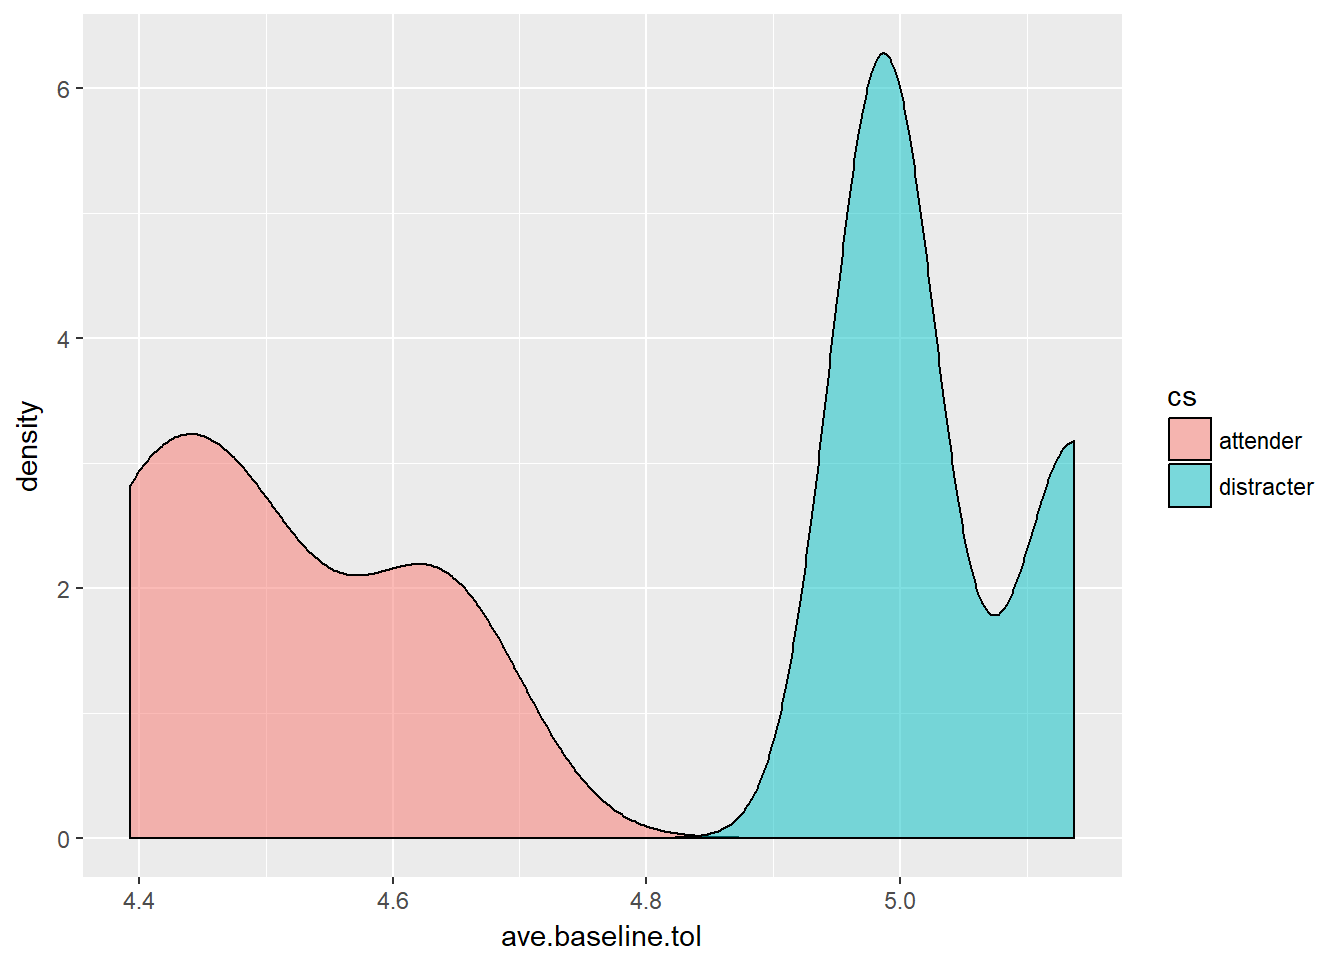 6
4
2
0
density
4.4
4.6
4.8
5.0
ave.baseline.tol
cs
attender
distracter